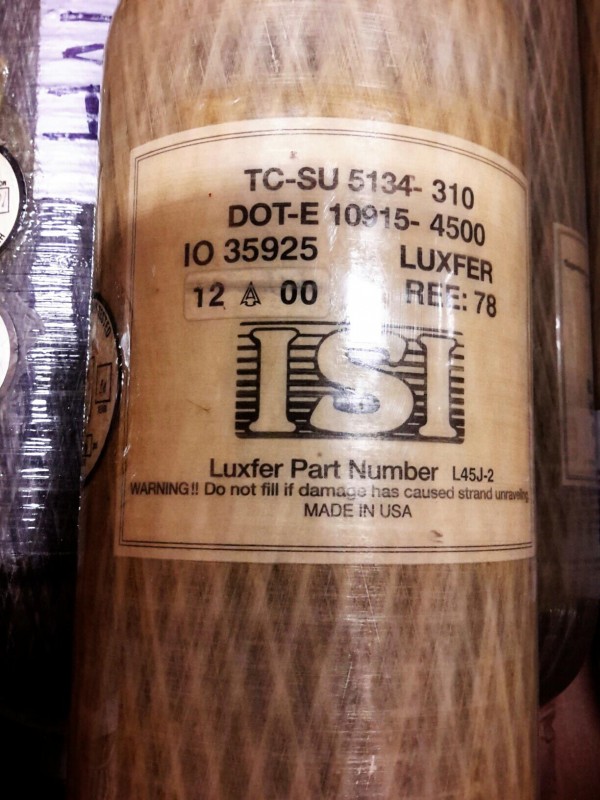 TC-SU 5134- 310
DOT-E 10915- 4500
IO 35925 LUXFER
12 A 00 REE: 78
ISI
Luxfer Part Number L45J-2
WARNING!! Do not fill if damage has caused strand unraveling
MADE IN USA